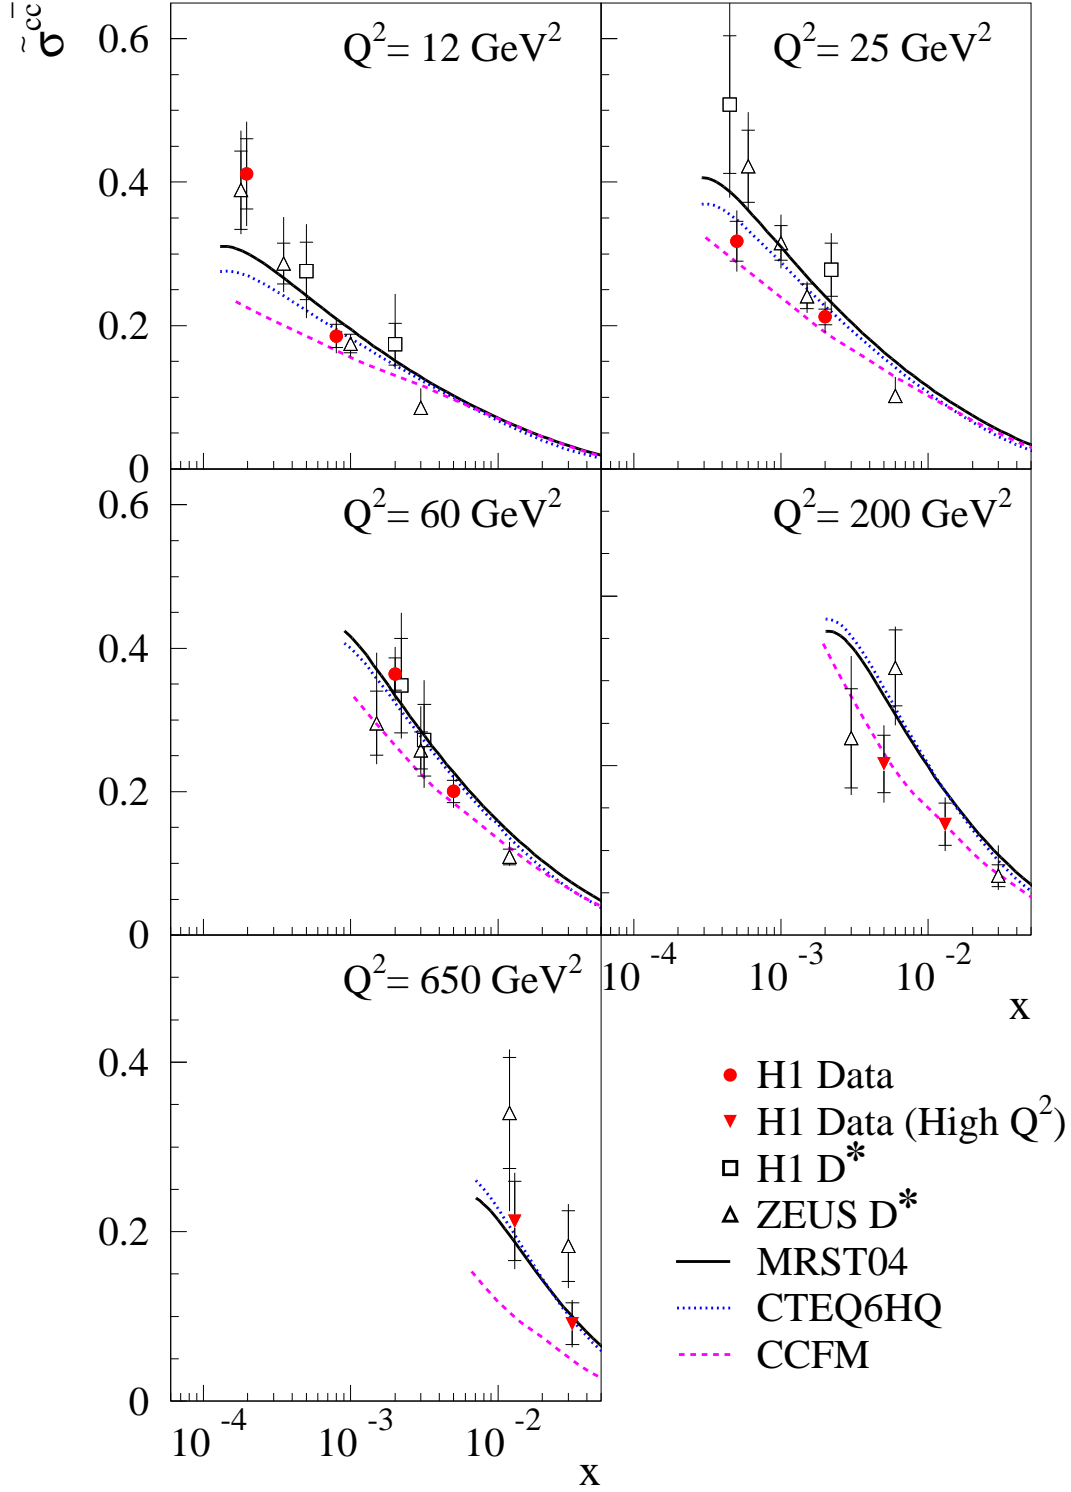 σ̃^cc̄
Q²= 12 GeV²
Q²= 25 GeV²
0.6
0.4
0.2
0
Q²= 60 GeV²
Q²= 200 GeV²
0.6
0.4
0.2
0
10⁻⁴ 10⁻³ 10⁻²
x
Q²= 650 GeV²
0.4
0.2
0
10⁻⁴ 10⁻³ 10⁻²
x
H1 Data
H1 Data (High Q²)
H1 D*
ZEUS D*
MRST04
CTEQ6HQ
CCFM